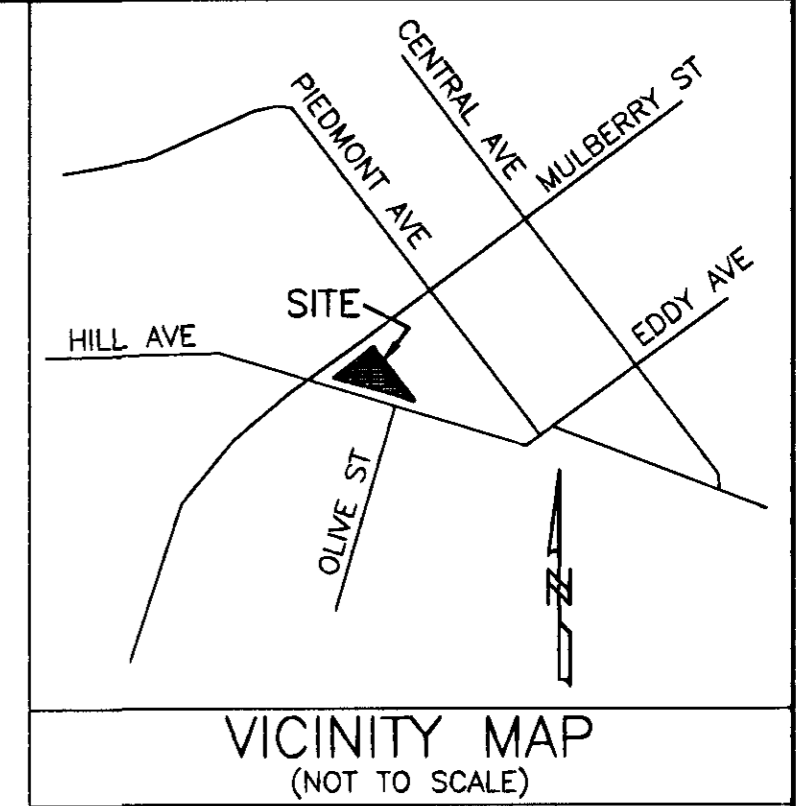 CENTRAL AVE
MULBERRY ST
PIEDMONT AVE
EDDY AVE
SITE
HILL AVE
OLIVE ST
N
VICINITY MAP
(NOT TO SCALE)